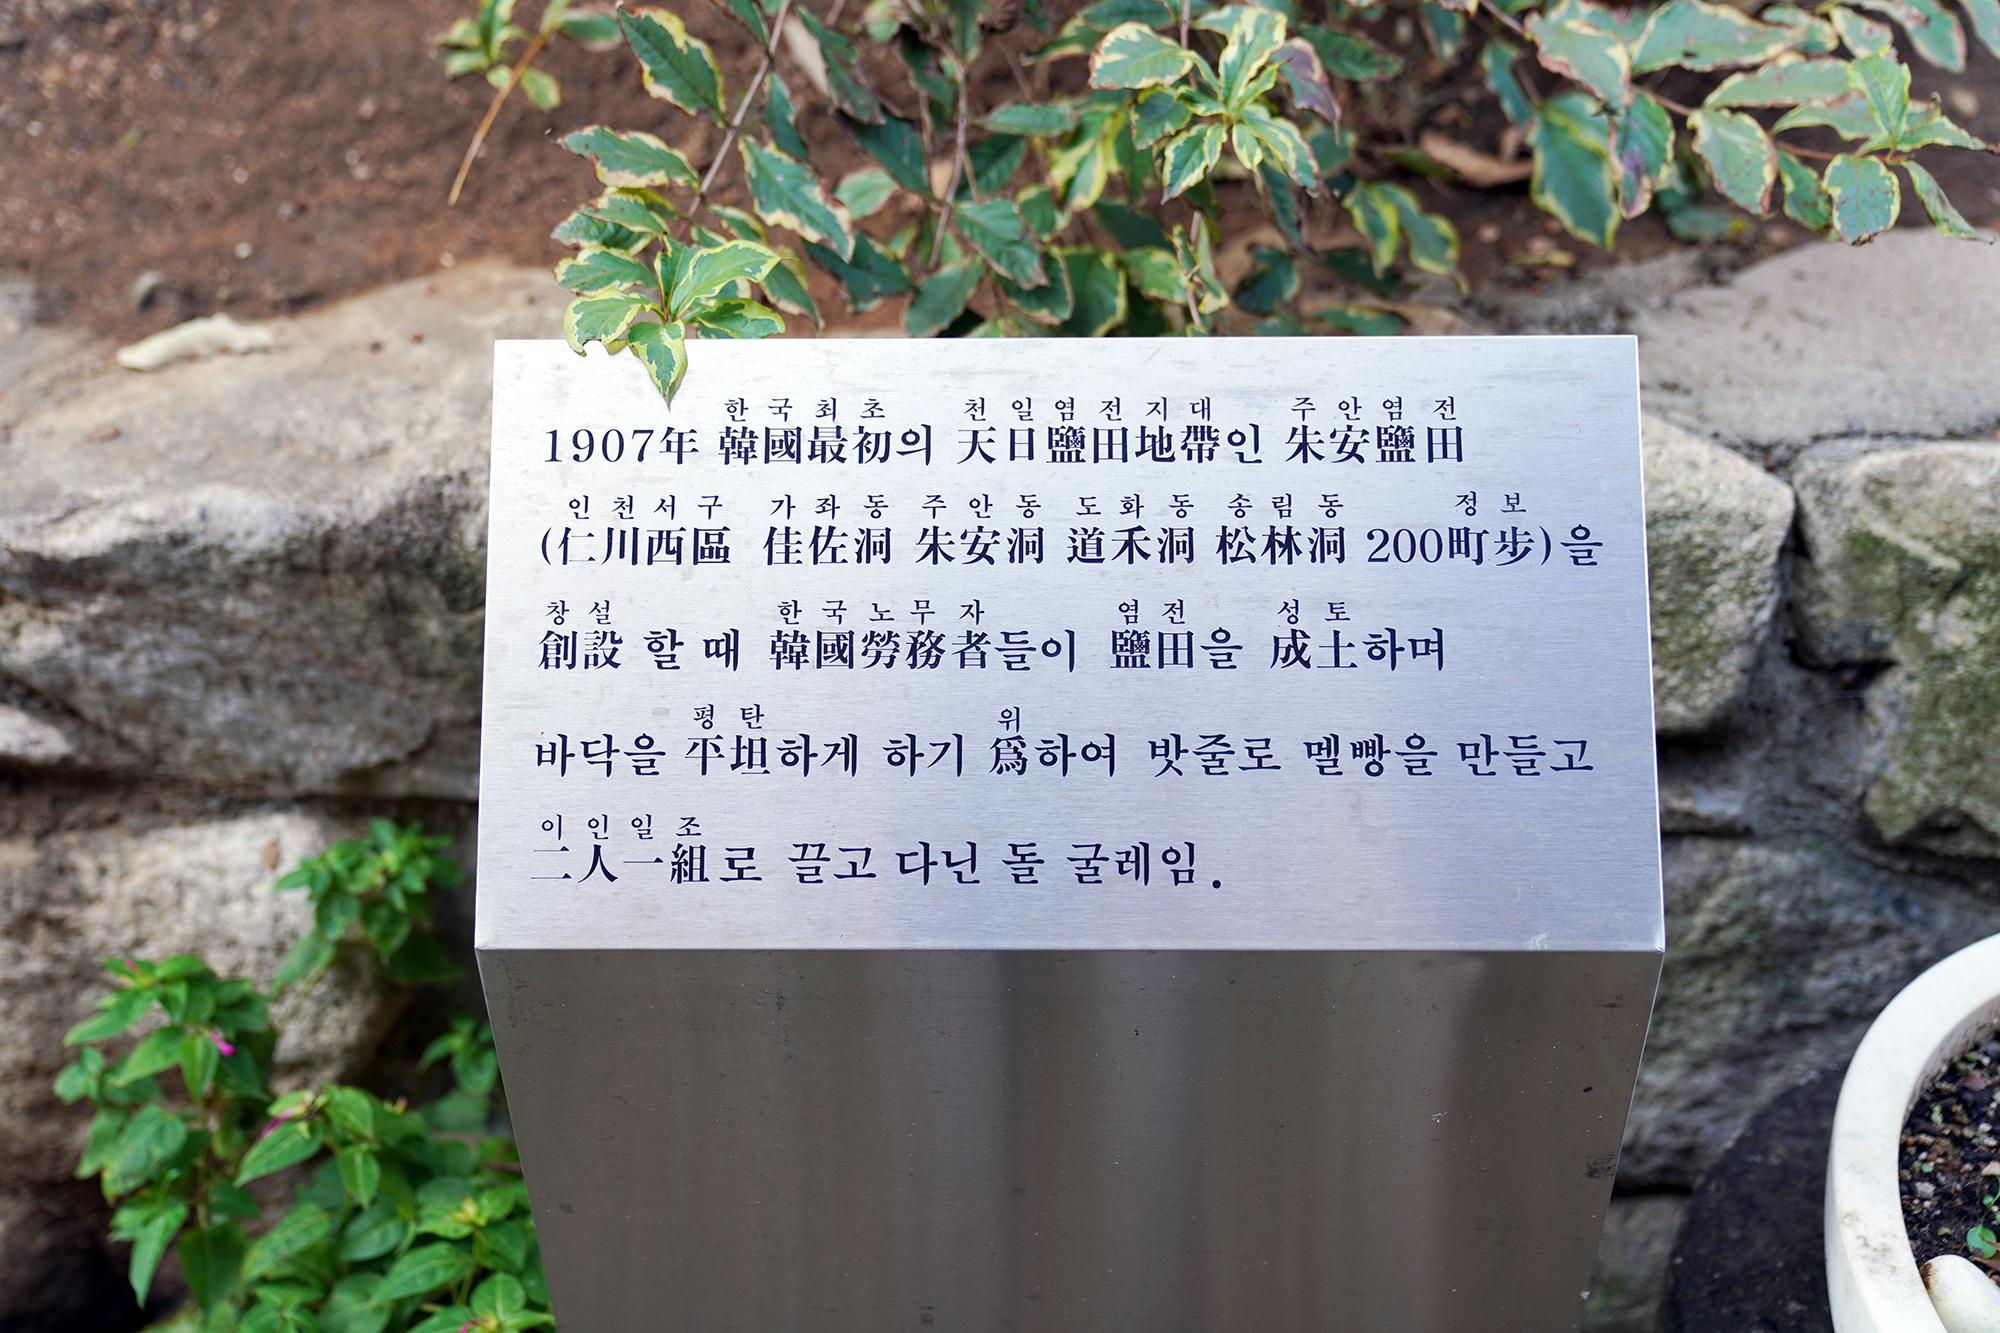 한국최초 천일염전지대 주안염전
1907年 韓國最初의 天日鹽田地帶인 朱安鹽田
인천서구 가좌동 주안동 도화동 송림동 정보
(仁川西區 佳佐洞 朱安洞 道禾洞 松林洞 200町步)을
창설 한국노무자 염전 성토
創設 할 때 韓國勞務者들이 鹽田을 成土하며
평탄 위
바닥을 平坦하게 하기 爲하여 밧줄로 멜빵을 만들고
이인일조
二人一組로 끌고 다닌 돌 굴레임.